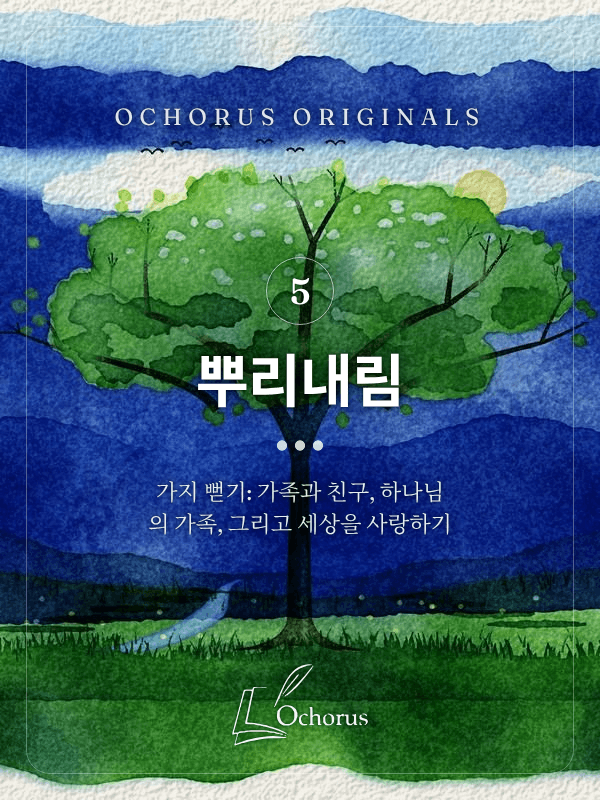 OCHORUS ORIGINALS
5
뿌리내림
가지 뻗기: 가족과 친구, 하나님
의 가족, 그리고 세상을 사랑하기
Ochorus